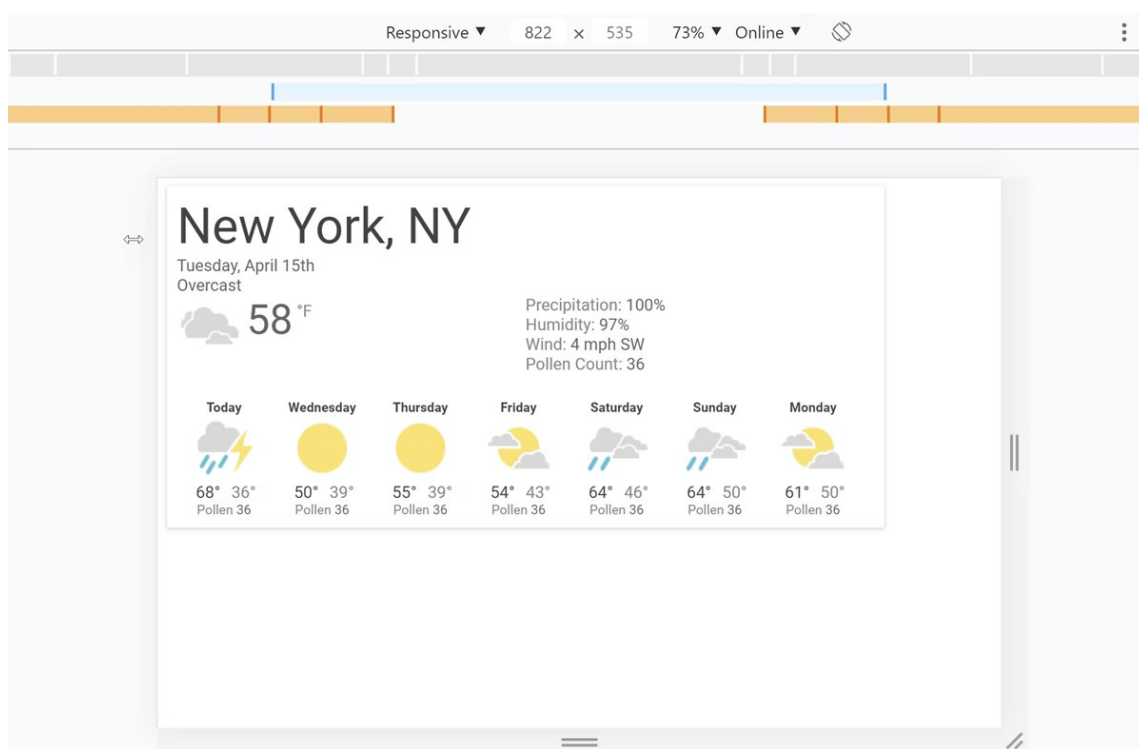 Responsive ▼ 822 × 535 73% ▼ Online ▼
New York, NY
Tuesday, April 15th
Overcast
58 °F
Precipitation: 100%
Humidity: 97%
Wind: 4 mph SW
Pollen Count: 36
Today Wednesday Thursday Friday Saturday Sunday Monday
68° 36° 50° 39° 55° 39° 54° 43° 64° 46° 64° 50° 61° 50°
Pollen 36 Pollen 36 Pollen 36 Pollen 36 Pollen 36 Pollen 36 Pollen 36